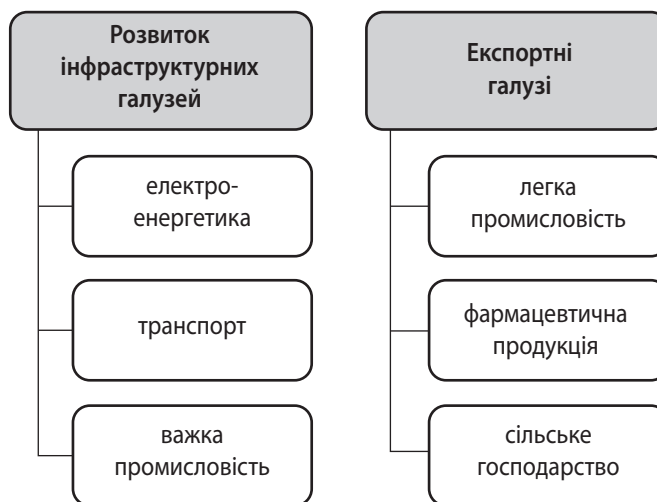 Розвиток
інфраструктурних
галузей
електро-
енергетика
транспорт
важка
промисловість
Експортні
галузі
легка
промисловість
фармацевтична
продукція
сільське
господарство